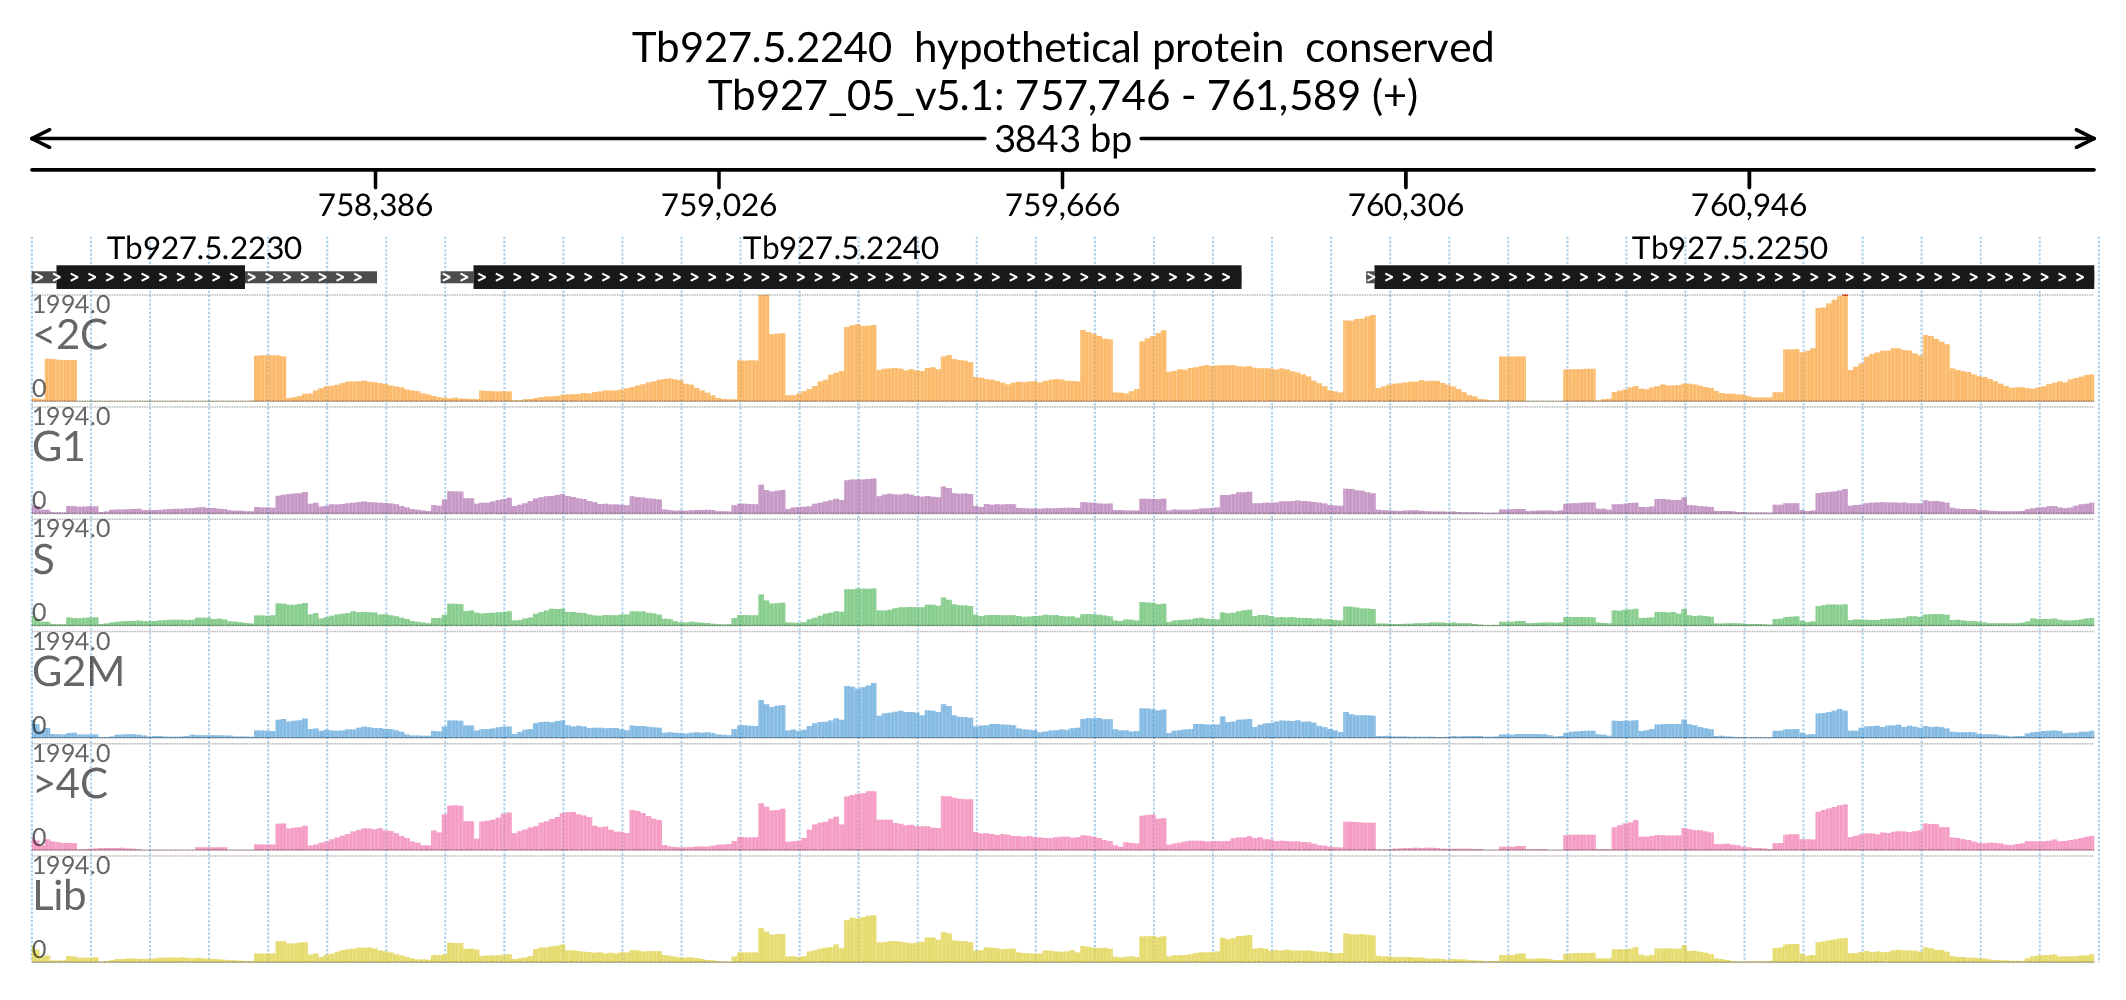 Tb927.5.2240  hypothetical protein  conserved
Tb927_05_v5.1: 757,746 - 761,589 (+)
3843 bp
758,386 759,026 759,666 760,306 760,946
Tb927.5.2230 Tb927.5.2240 Tb927.5.2250
1994.0
<2C
0
1994.0
G1
0
1994.0
S
0
1994.0
G2M
0
1994.0
>4C
0
1994.0
Lib
0